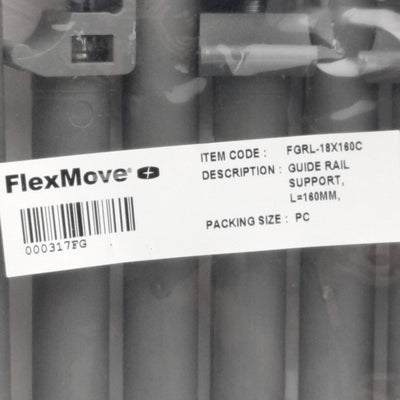 FlexMove®
000317FG
ITEM CODE : FGRL-18X160C
DESCRIPTION : GUIDE RAIL
SUPPORT,
L=160MM,
PACKING SIZE : PC